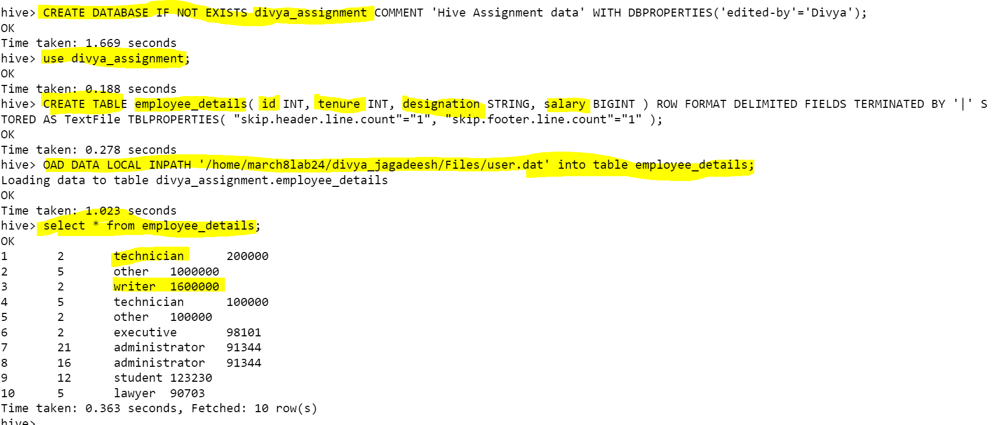 hive> CREATE DATABASE IF NOT EXISTS divya_assignment COMMENT 'Hive Assignment data' WITH DBPROPERTIES('edited-by'='Divya');
OK
Time taken: 1.669 seconds
hive> use divya_assignment;
OK
Time taken: 0.188 seconds
hive> CREATE TABLE employee_details( id INT, tenure INT, designation STRING, salary BIGINT ) ROW FORMAT DELIMITED FIELDS TERMINATED BY '|' S
TORED AS TextFile TBLPROPERTIES( "skip.header.line.count"="1", "skip.footer.line.count"="1" );
OK
Time taken: 0.278 seconds
hive> OAD DATA LOCAL INPATH '/home/march8lab24/divya_jagadeesh/Files/user.dat' into table employee_details;
Loading data to table divya_assignment.employee_details
OK
Time taken: 1.023 seconds
hive> select * from employee_details;
OK
1 2 technician 200000
2 5 other 1000000
3 2 writer 1600000
4 5 technician 100000
5 2 other 100000
6 2 executive 98101
7 21 administrator 91344
8 16 administrator 91344
9 12 student 123230
10 5 lawyer 90703
Time taken: 0.363 seconds, Fetched: 10 row(s)
hive>